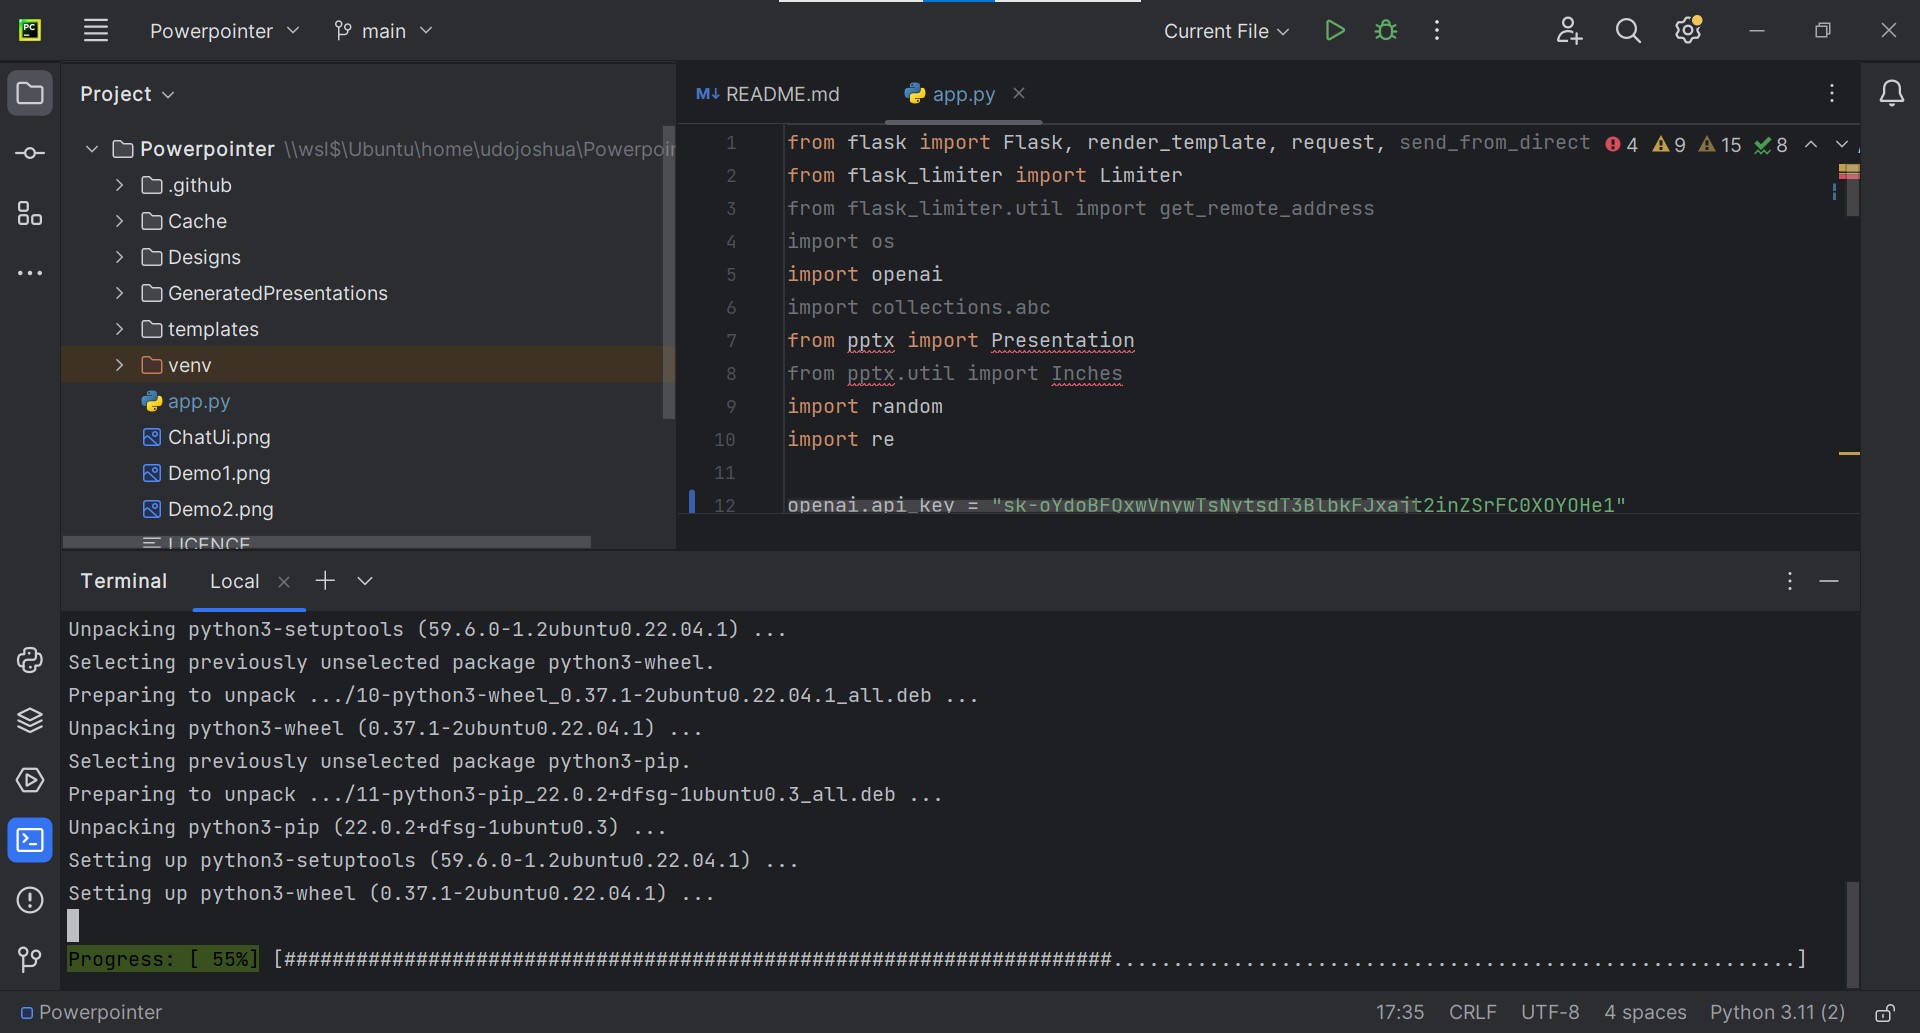 PC
Powerpointer
main
Current File
Project
Powerpointer \\wsl$\Ubuntu\home\udojoshua\Powerpoin
.github
Cache
Designs
GeneratedPresentations
templates
venv
app.py
ChatUi.png
Demo1.png
Demo2.png
LICENCE
README.md
app.py
4 9 15 8
1 from flask import Flask, render_template, request, send_from_direct
2 from flask_limiter import Limiter
3 from flask_limiter.util import get_remote_address
4 import os
5 import openai
6 import collections.abc
7 from pptx import Presentation
8 from pptx.util import Inches
9 import random
10 import re
11
12 openai.api_key =
Terminal
Local
Unpacking python3-setuptools (59.6.0-1.2ubuntu0.22.04.1) ...
Selecting previously unselected package python3-wheel.
Preparing to unpack .../10-python3-wheel_0.37.1-2ubuntu0.22.04.1_all.deb ...
Unpacking python3-wheel (0.37.1-2ubuntu0.22.04.1) ...
Selecting previously unselected package python3-pip.
Preparing to unpack .../11-python3-pip_22.0.2+dfsg-1ubuntu0.3_all.deb ...
Unpacking python3-pip (22.0.2+dfsg-1ubuntu0.3) ...
Setting up python3-setuptools (59.6.0-1.2ubuntu0.22.04.1) ...
Setting up python3-wheel (0.37.1-2ubuntu0.22.04.1) ...
Progress: [ 55%] [#####################################################################.........................................................]
Powerpointer
17:35 CRLF UTF-8 4 spaces Python 3.11 (2)